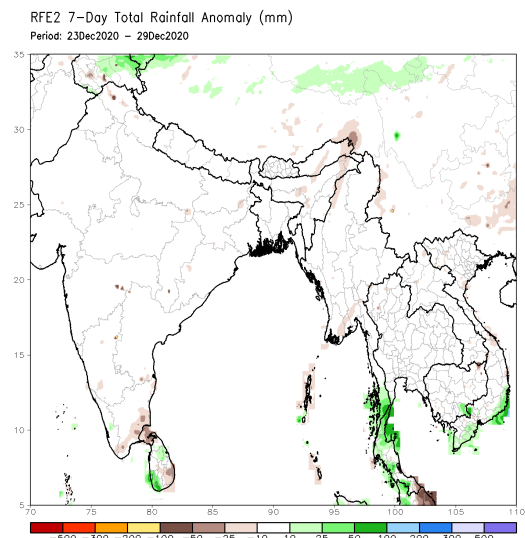 RFE2 7-Day Total Rainfall Anomaly (mm)
Period: 23Dec2020 - 29Dec2020
35
30
25
20
15
10
5
70 75 80 85 90 95 100 105 110
-500 -300 -200 -100 -50 -25 -10 10 25 50 100 200 300 500